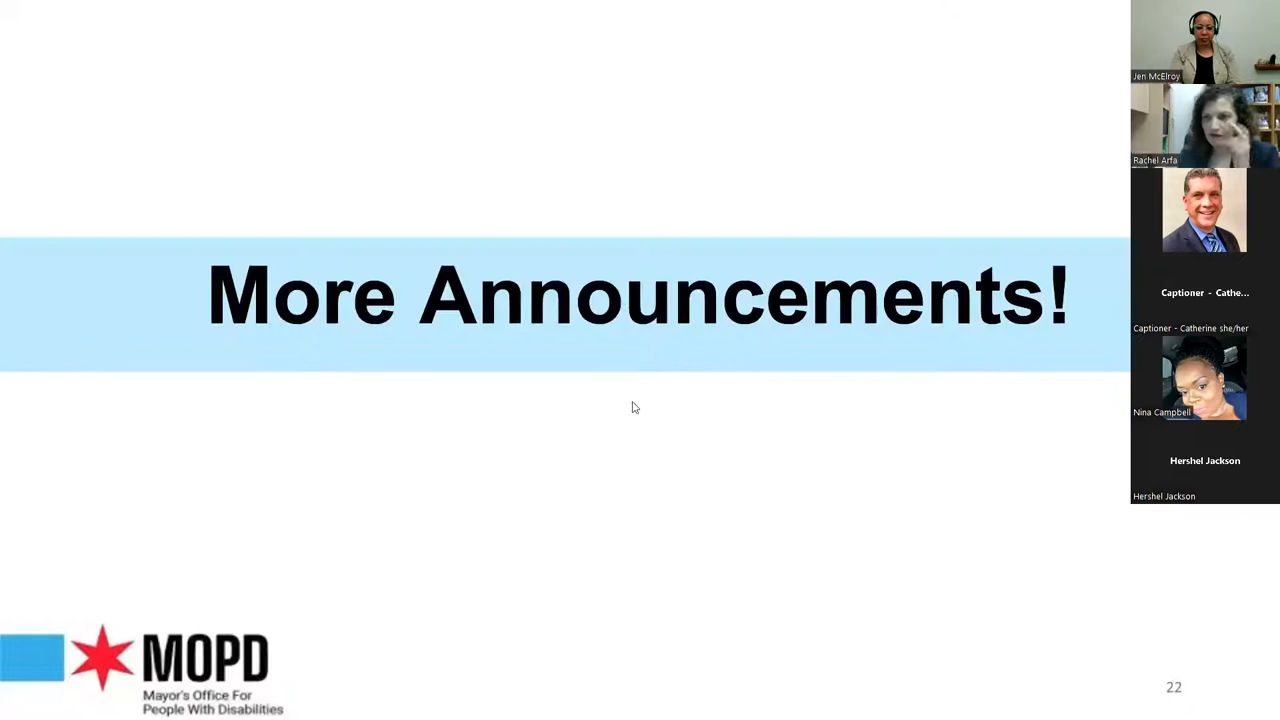 Jen McElroy
Rachel Arfa
More Announcements!
Captioner - Cathe...
Captioner - Catherine she/her
Nina Campbell
Hershel Jackson
Hershel Jackson
MOPD
Mayor's Office For
People With Disabilities
22